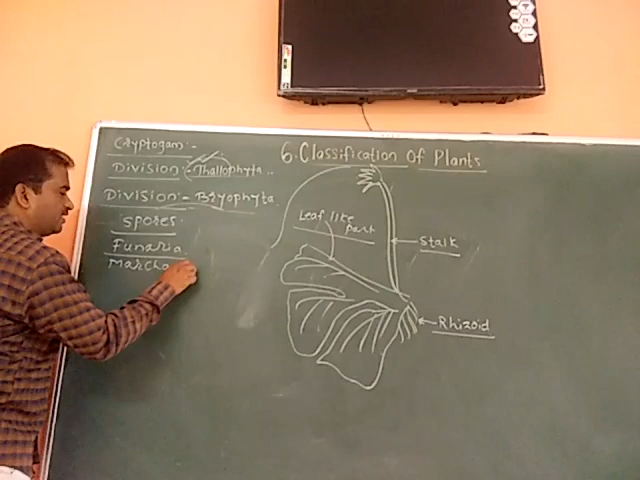 6. Classification Of Plants
Cryptogam:-
Division :- Thallophyta..
Division :- Bryophyta.
Spores
Funaria
Marcha
Leaf like
part
Stalk
Rhizoid